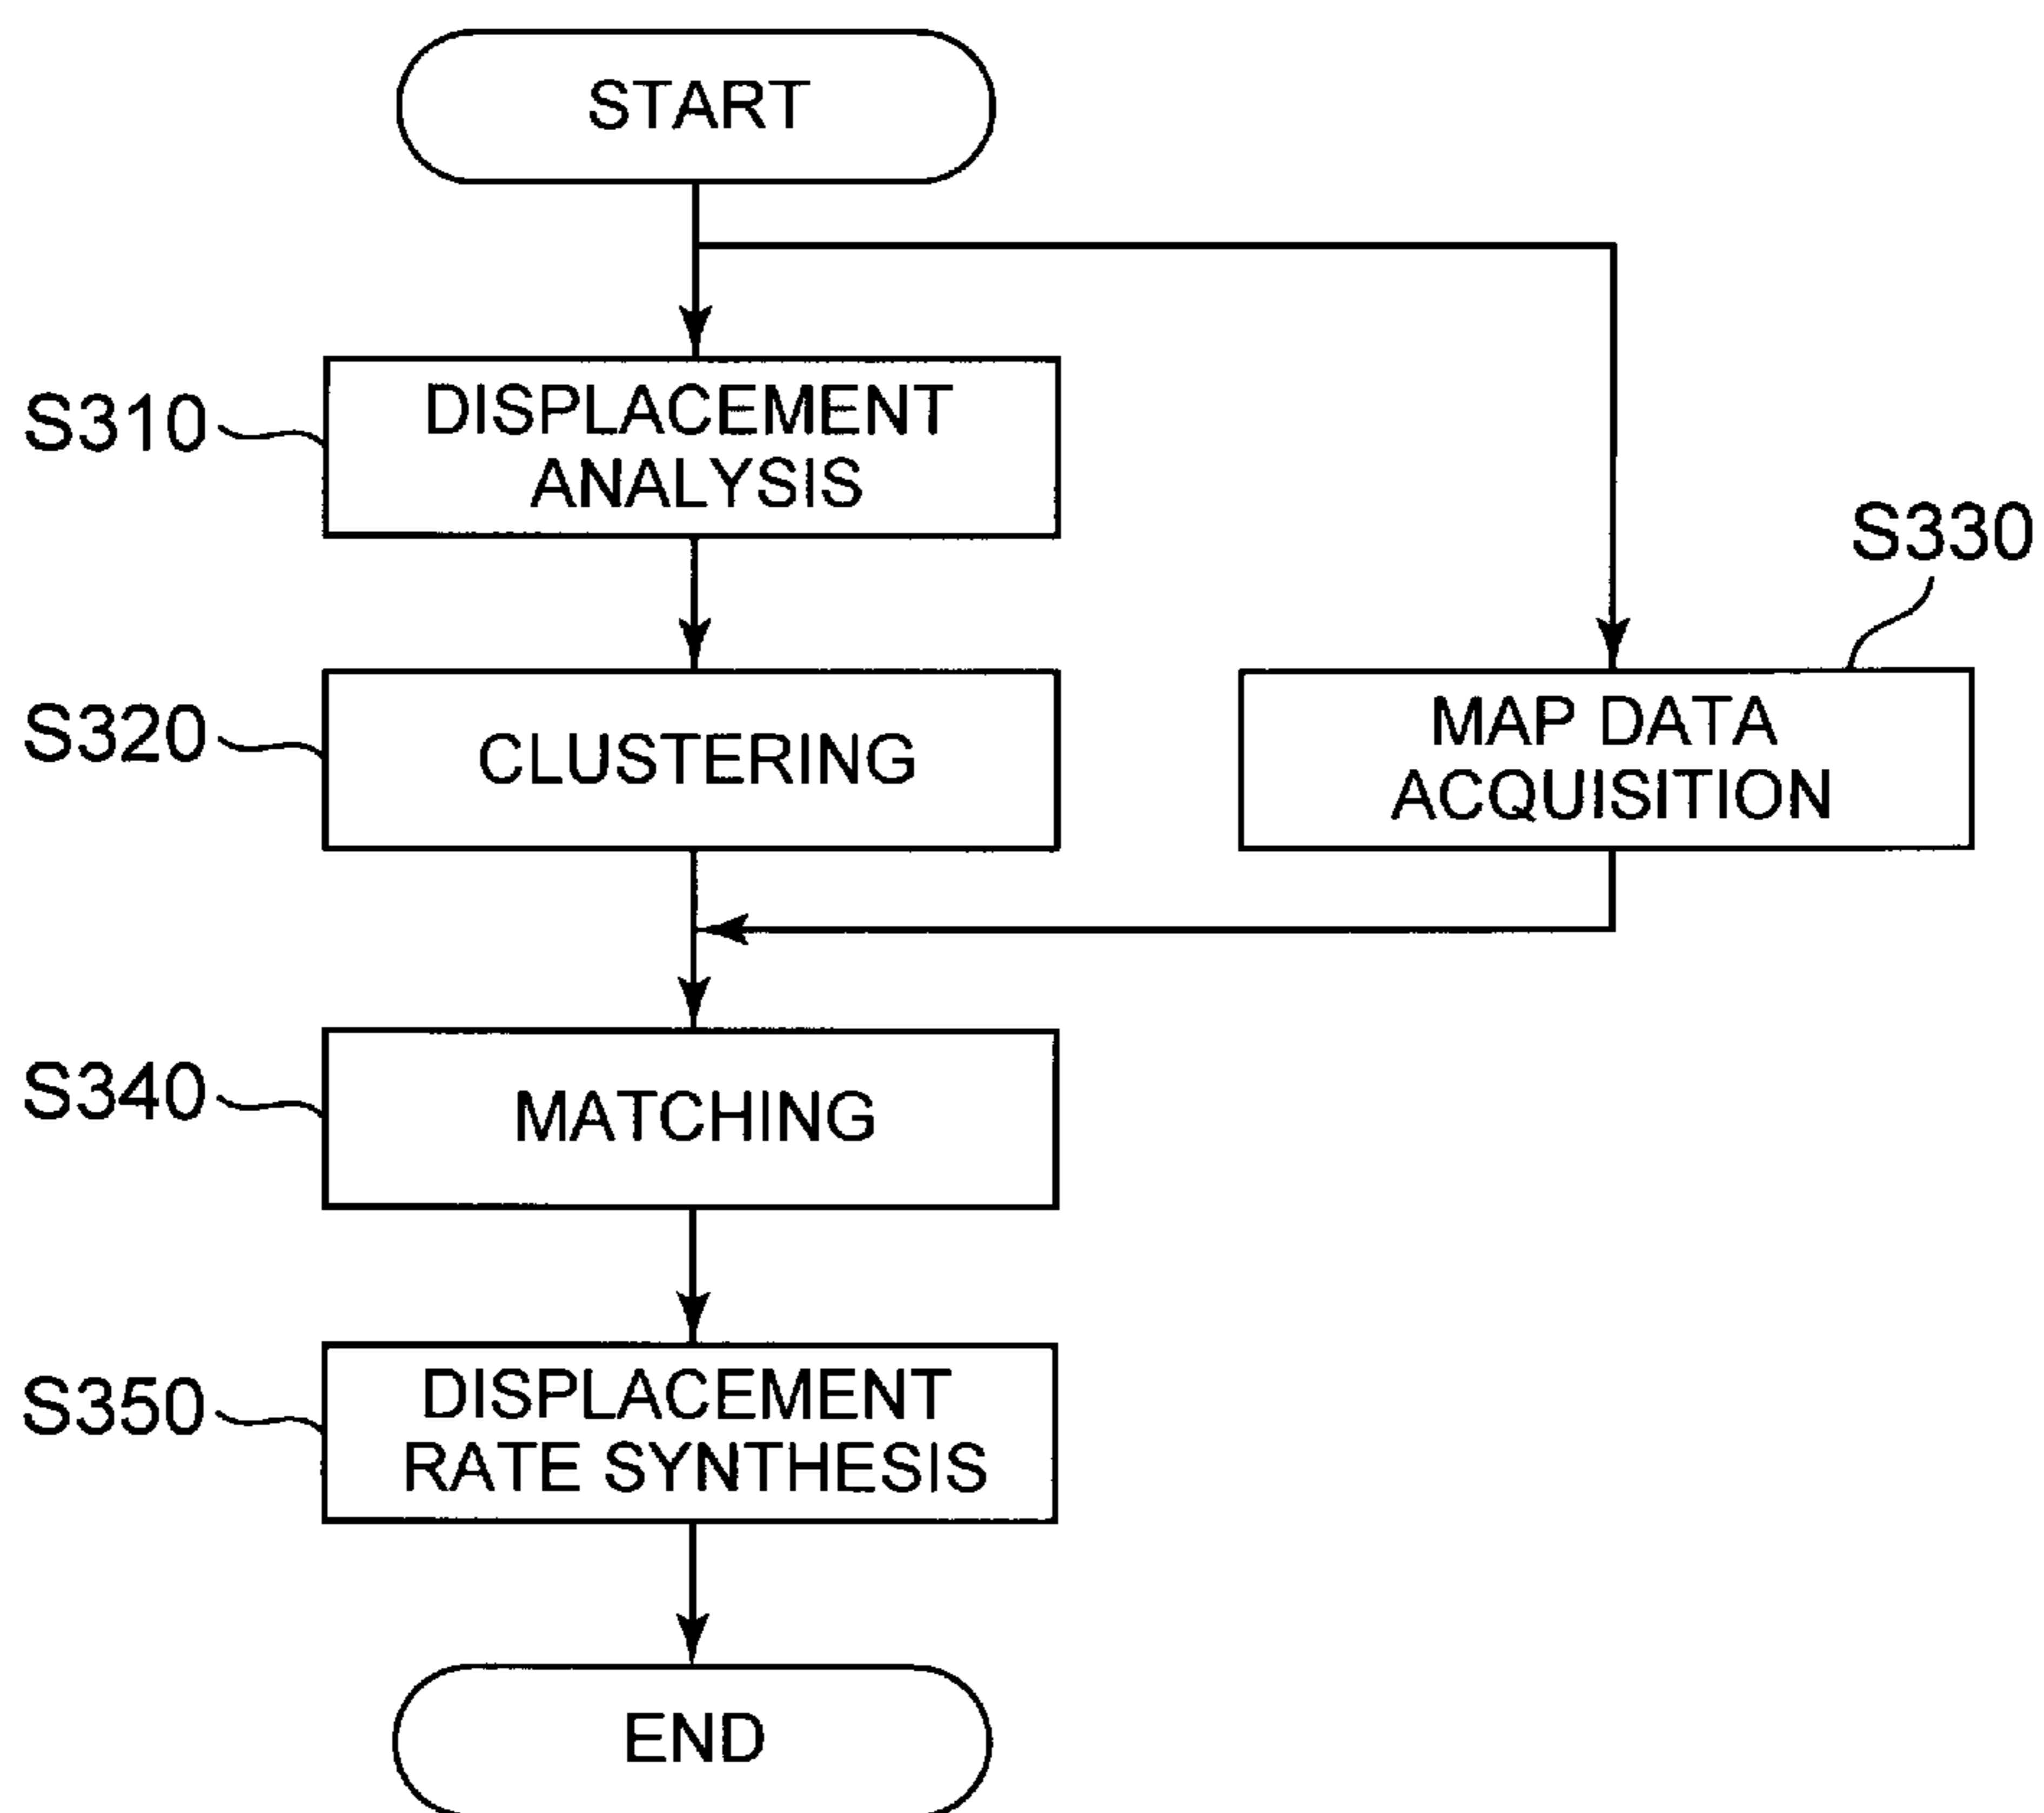 START
S310
DISPLACEMENT
ANALYSIS
S330
S320
CLUSTERING
MAP DATA
ACQUISITION
S340
MATCHING
S350
DISPLACEMENT
RATE SYNTHESIS
END